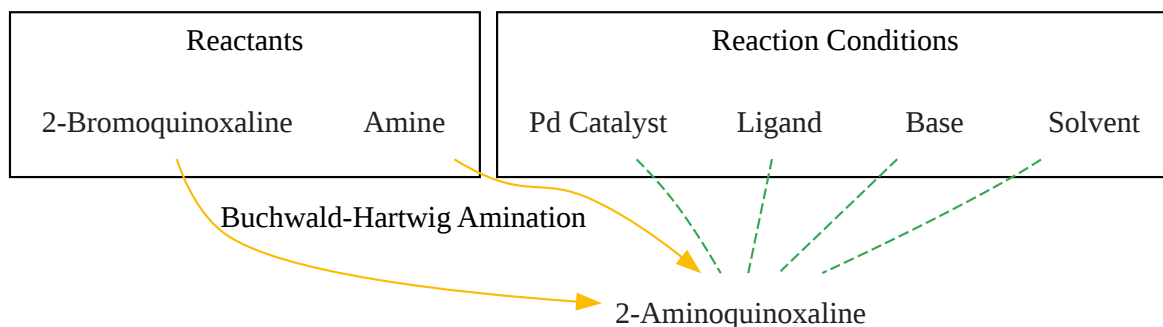 Reactants
Reaction Conditions
2-Bromoquinoxaline
Amine
Pd Catalyst
Ligand
Base
Solvent
Buchwald-Hartwig Amination
2-Aminoquinoxaline